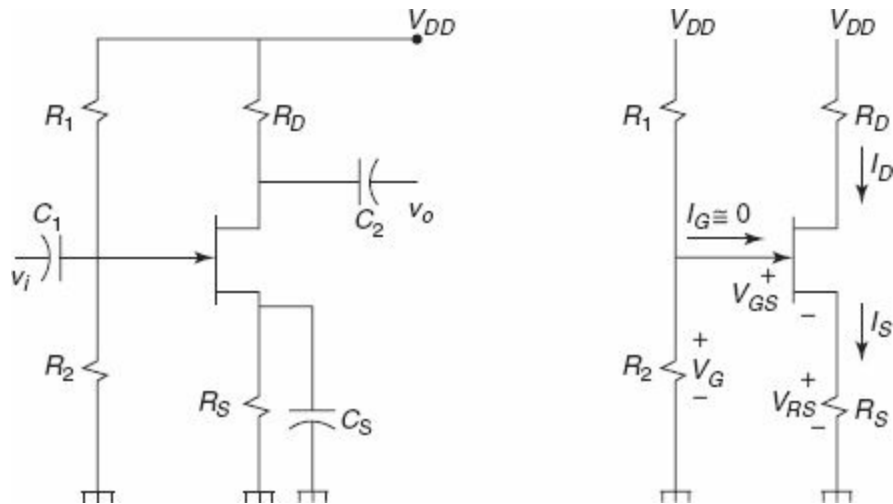 V_DD
R_1
R_D
C_1
v_i
C_2
v_o
R_2
R_S
C_S
V_DD
V_DD
R_1
R_D
I_D
I_G ≅ 0
+
V_GS
−
I_S
R_2
+
V_G
−
+
V_RS
−
R_S